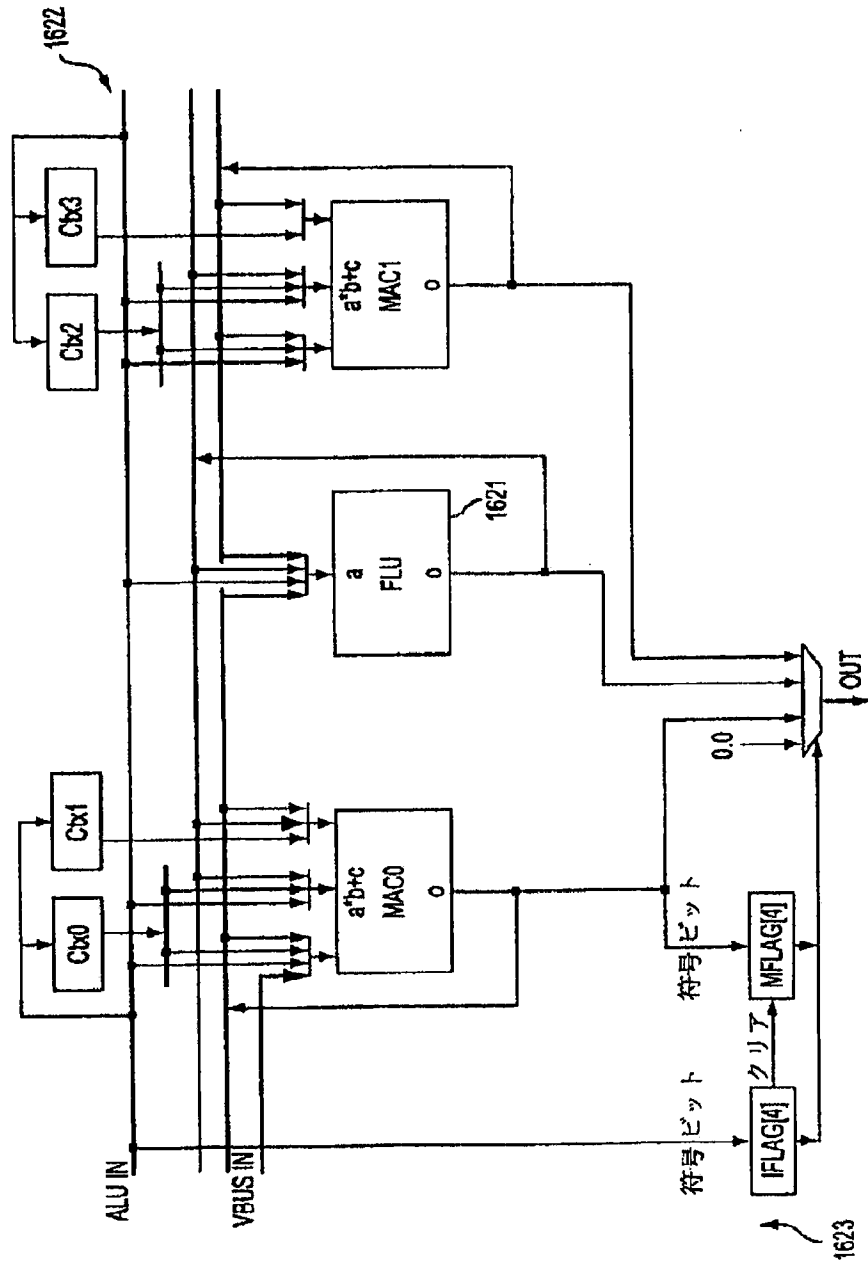 1622
Ctx0
Ctx1
Ctx2
Ctx3
ALU IN
VBUS IN
a*b+c
MAC0
o
a
FLU
o
1621
a*b+c
MAC1
o
符号ビット
符号ビット
IFLAG[4]
クリア
MFLAG[4]
0.0
OUT
1623